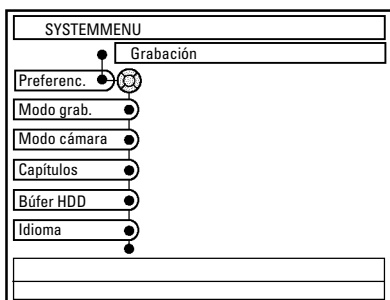 SYSTEMMENU
Grabación
Preferenc.
Modo grab.
Modo cámara
Capítulos
Búfer HDD
Idioma